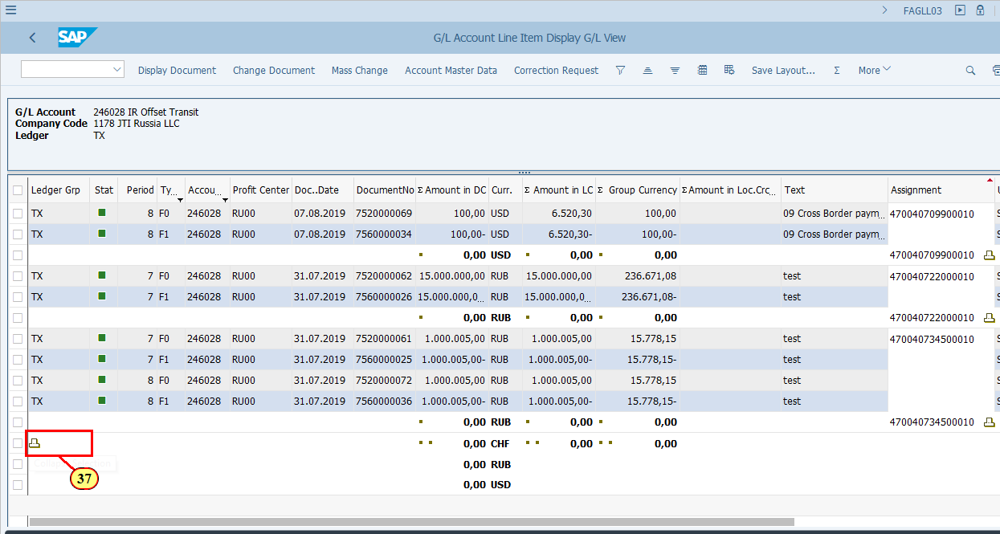 FAGLL03
SAP G/L Account Line Item Display G/L View
Display Document Change Document Mass Change Account Master Data Correction Request Save Layout... Σ More
G/L Account 246028 IR Offset Transit
Company Code 1178 JTI Russia LLC
Ledger TX
Ledger Grp Stat Period Ty... Accou... Profit Center Doc..Date DocumentNo Σ Amount in DC Curr. Σ Amount in LC Σ Group Currency Σ Amount in Loc.Crc... Text Assignment
TX 8 F0 246028 RU00 07.08.2019 7520000069 100,00 USD 6.520,30 100,00 09 Cross Border paym... 470040709900010
TX 8 F1 246028 RU00 07.08.2019 7560000034 100,00- USD 6.520,30- 100,00- 09 Cross Border paym...
0,00 USD 0,00 0,00 470040709900010
TX 7 F0 246028 RU00 31.07.2019 7520000062 15.000.000,00 RUB 15.000.000,00 236.671,08 test 470040722000010
TX 7 F1 246028 RU00 31.07.2019 7560000026 15.000.000,0... RUB 15.000.000,0... 236.671,08- test
0,00 RUB 0,00 0,00 470040722000010
TX 7 F0 246028 RU00 31.07.2019 7520000061 1.000.005,00 RUB 1.000.005,00 15.778,15 test 470040734500010
TX 7 F1 246028 RU00 31.07.2019 7560000025 1.000.005,00- RUB 1.000.005,00- 15.778,15- test
TX 8 F0 246028 RU00 31.07.2019 7520000072 1.000.005,00 RUB 1.000.005,00 15.778,15 test
TX 8 F1 246028 RU00 31.07.2019 7560000036 1.000.005,00- RUB 1.000.005,00- 15.778,15- test
0,00 RUB 0,00 0,00 470040734500010
0,00 CHF 0,00 0,00
0,00 RUB
37
0,00 USD